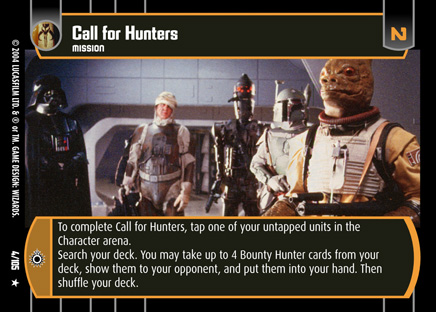 Call for Hunters
MISSION
N
© 2004 LUCASFILM LTD. & ® or TM. GAME DESIGN: WIZARDS.
4/105
To complete Call for Hunters, tap one of your untapped units in the
Character arena.
Search your deck. You may take up to 4 Bounty Hunter cards from your
deck, show them to your opponent, and put them into your hand. Then
shuffle your deck.